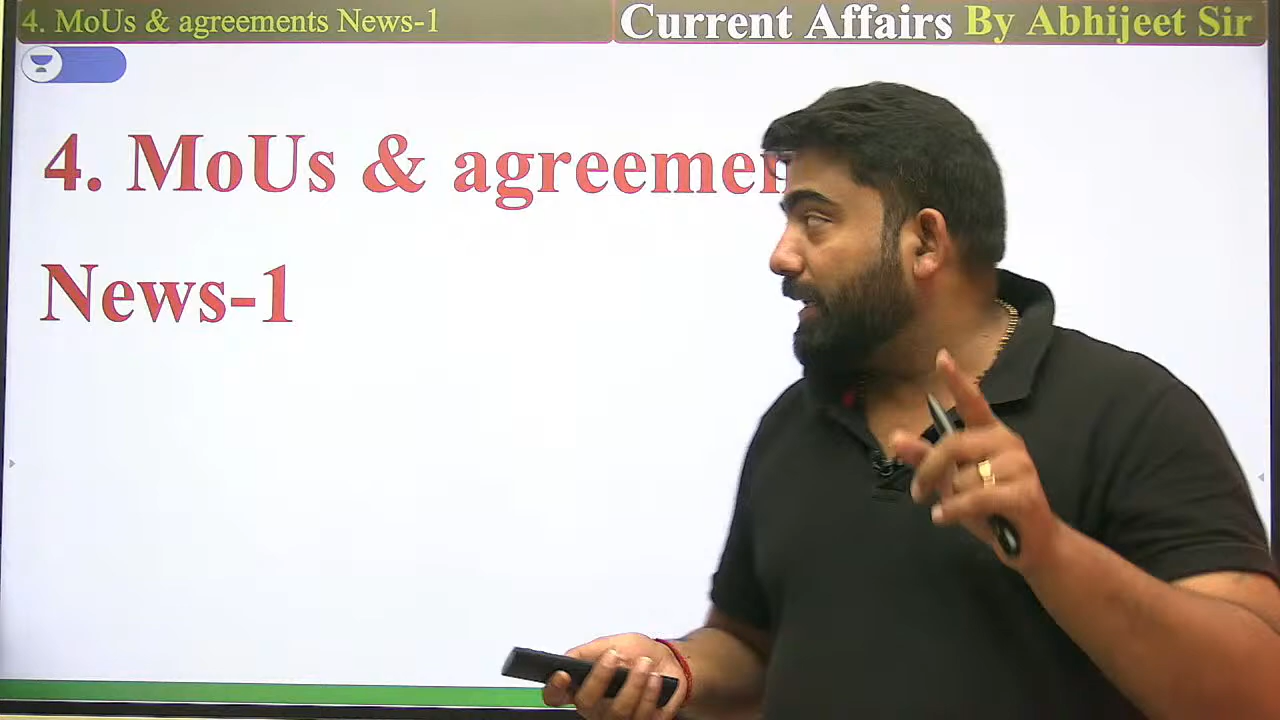 4. MoUs & agreements News-1
Current Affairs By Abhijeet Sir
4. MoUs & agreemen
News-1